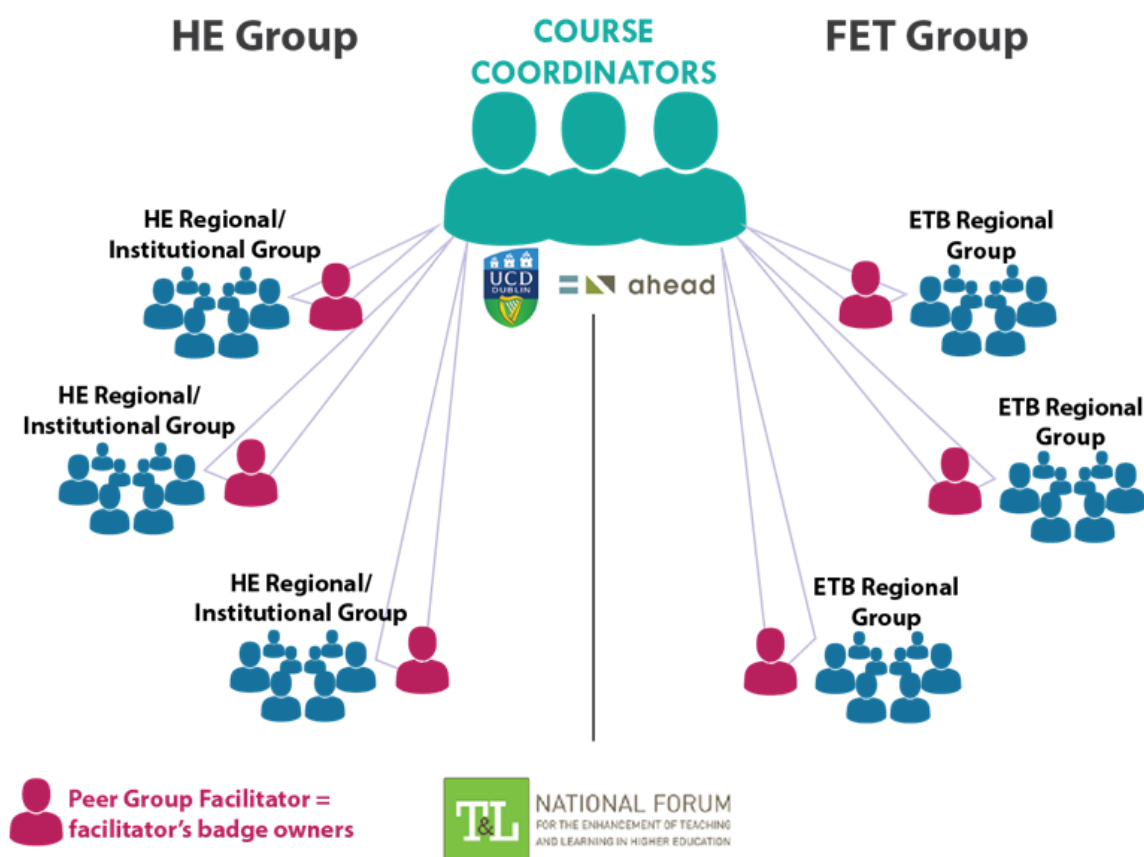 HE Group
COURSE
COORDINATORS
FET Group
HE Regional/
Institutional Group
ETB Regional
Group
UCD
DUBLIN
ahead
HE Regional/
Institutional Group
ETB Regional
Group
HE Regional/
Institutional Group
ETB Regional
Group
Peer Group Facilitator =
facilitator's badge owners
T&L
NATIONAL FORUM
FOR THE ENHANCEMENT OF TEACHING
AND LEARNING IN HIGHER EDUCATION